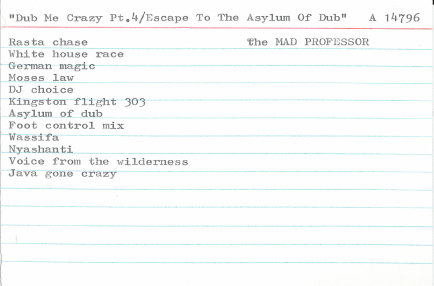 "Dub Me Crazy Pt.4/Escape To The Asylum Of Dub" A 14796
Rasta chase the MAD PROFESSOR
White house race
German magic
Moses law
DJ choice
Kingston flight 303
Asylum of dub
Foot control mix
Wassifa
Nyashanti
Voice from the wilderness
Java gone crazy